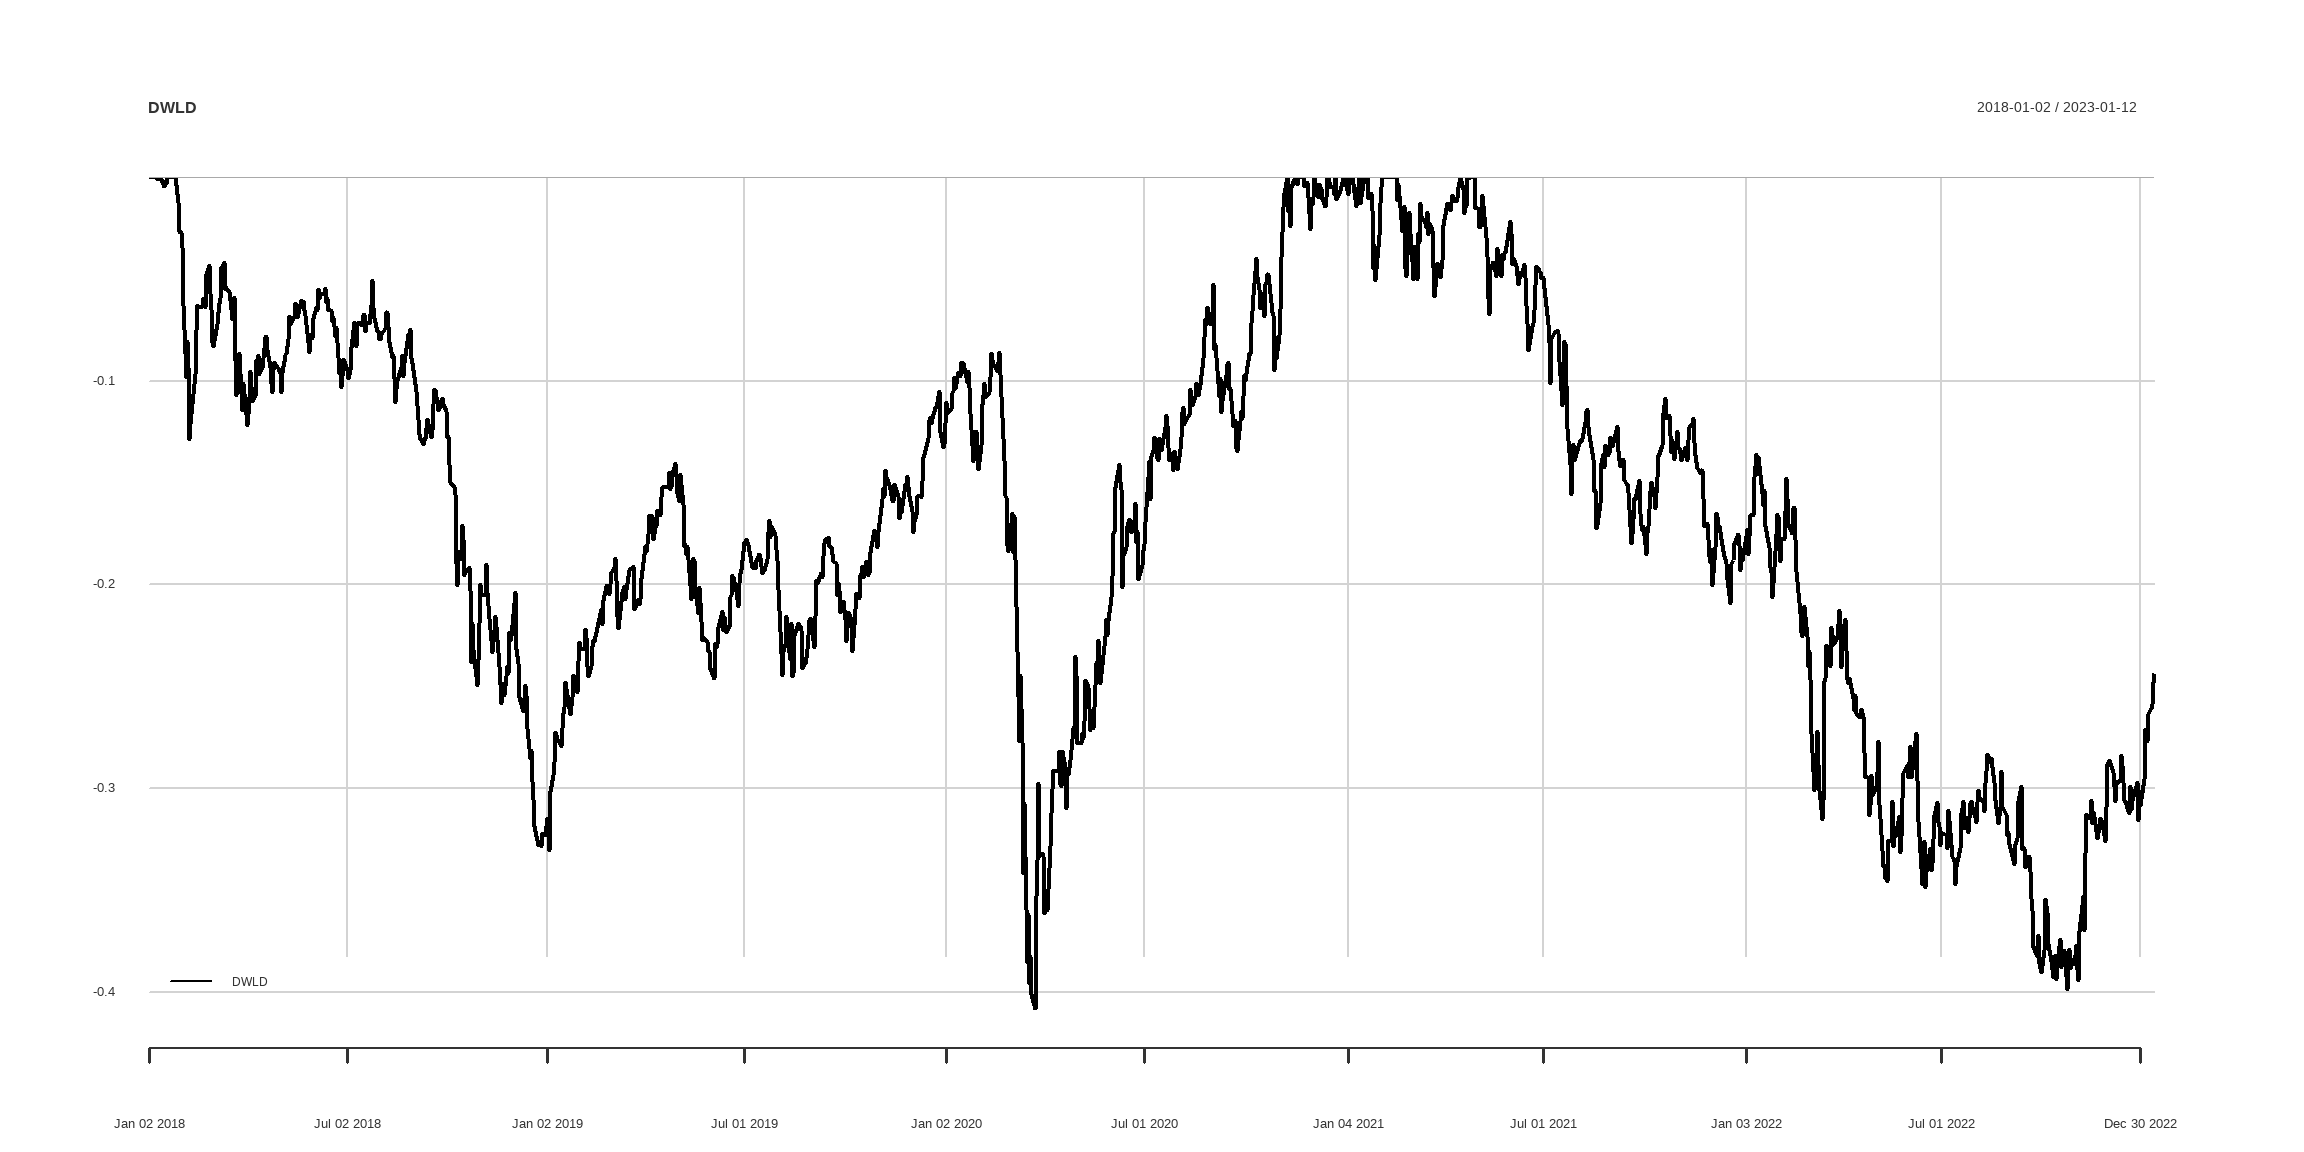 DWLD
2018-01-02 / 2023-01-12
-0.1
-0.2
-0.3
-0.4
DWLD
Jan 02 2018
Jul 02 2018
Jan 02 2019
Jul 01 2019
Jan 02 2020
Jul 01 2020
Jan 04 2021
Jul 01 2021
Jan 03 2022
Jul 01 2022
Dec 30 2022